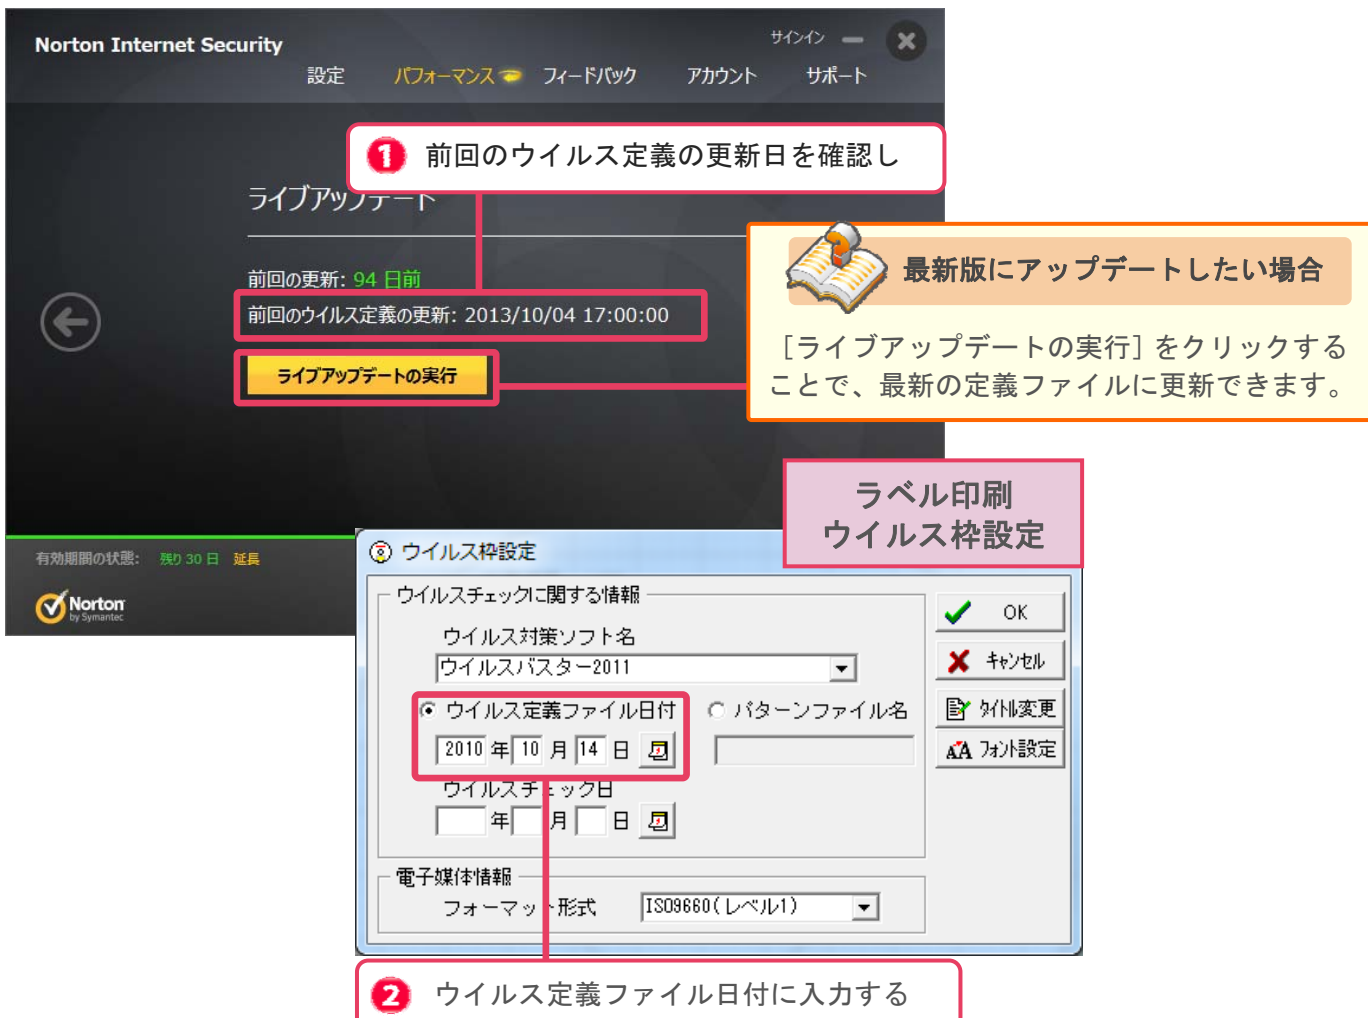 Norton Internet Security
サインイン
設定 パフォーマンス フィードバック アカウント サポート
1 前回のウイルス定義の更新日を確認し
ライブアップデート
前回の更新: 94 日前
前回のウイルス定義の更新: 2013/10/04 17:00:00
ライブアップデートの実行
最新版にアップデートしたい場合
[ライブアップデートの実行]をクリックする
ことで、最新の定義ファイルに更新できます。
有効期間の状態: 残り 30 日 延長
Norton
by Symantec
ラベル印刷
ウイルス枠設定
ウイルス枠設定
ウイルスチェックに関する情報
ウイルス対策ソフト名
ウイルスバスター2011
ウイルス定義ファイル日付 パターンファイル名
2010 年 10 月 14 日
ウイルスチェック日
年 月 日
電子媒体情報
フォーマット形式 ISO9660(レベル1)
OK
キャンセル
タイトル変更
フォント設定
2 ウイルス定義ファイル日付に入力する